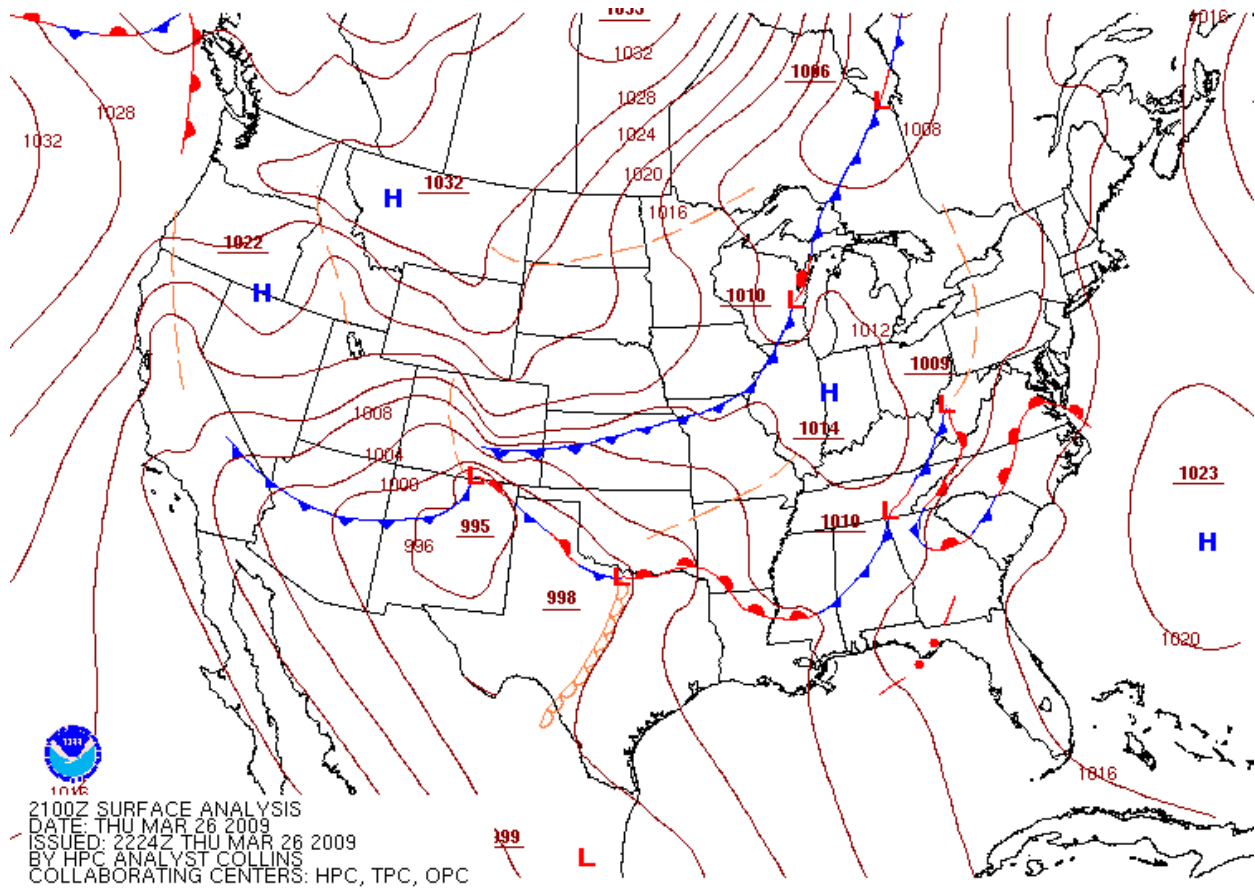 1016
1033
1032
1028
1024
1020
1006
1008
1028
1032
1032
1016
1022
1010
1012
1009
1008
1004
1000
1014
1023
995
996
1010
998
1020
1016
1016
L
L
L
L
L
L
L
H
H
H
H
2100Z SURFACE ANALYSIS
DATE: THU MAR 26 2009
ISSUED: 2224Z THU MAR 26 2009
BY HPC ANALYST COLLINS
COLLABORATING CENTERS: HPC, TPC, OPC